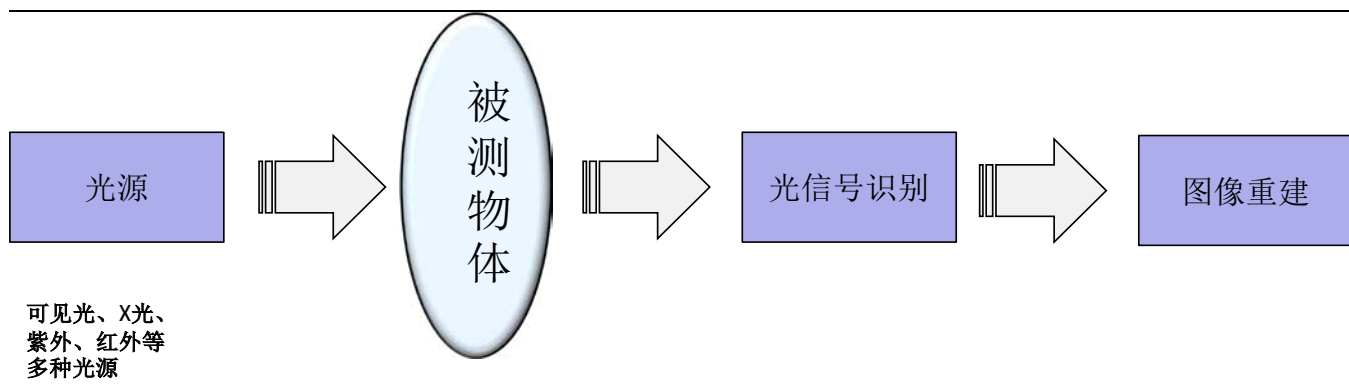 光源
被测物体
光信号识别
图像重建
可见光、X光、
紫外、红外等
多种光源